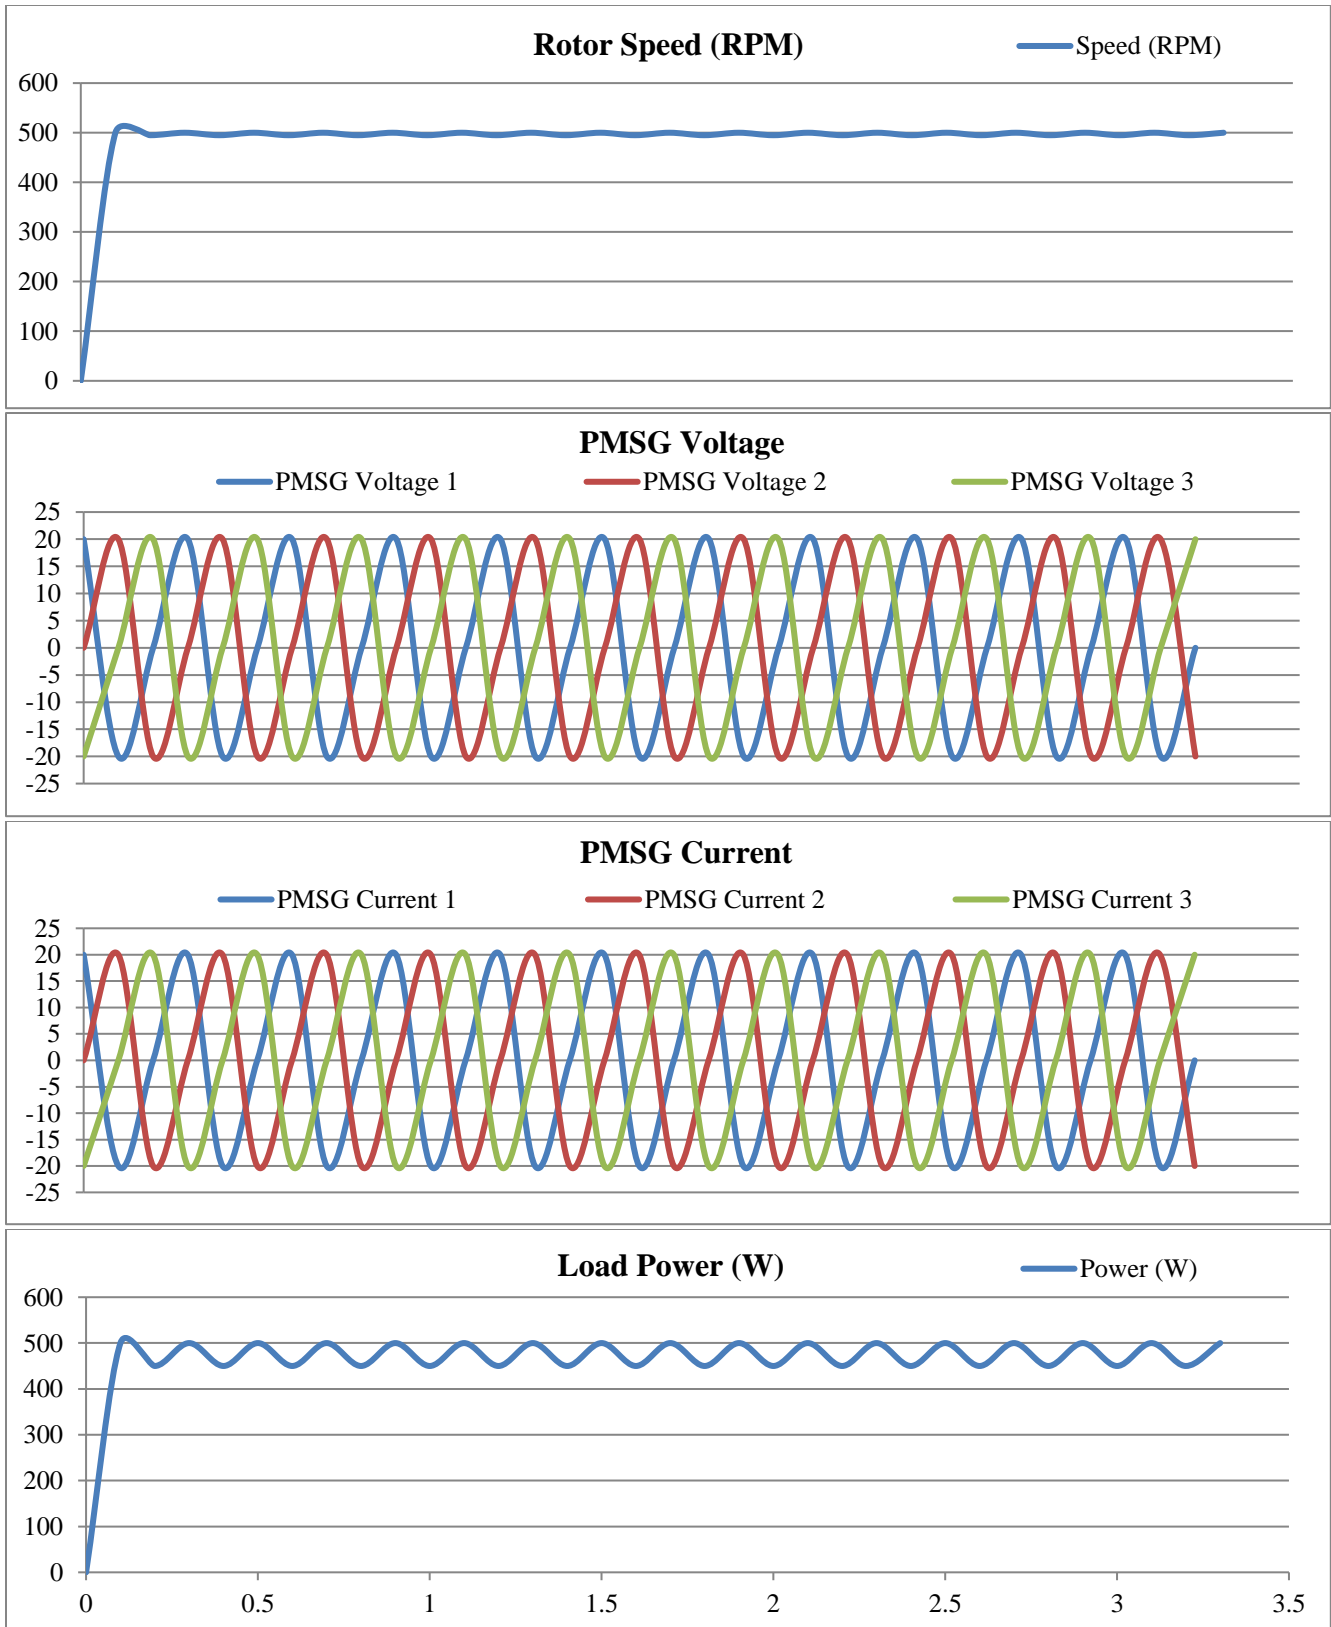 Rotor Speed (RPM)
Speed (RPM)
600
500
400
300
200
100
0
PMSG Voltage
PMSG Voltage 1
PMSG Voltage 2
PMSG Voltage 3
25
20
15
10
5
0
-5
-10
-15
-20
-25
PMSG Current
PMSG Current 1
PMSG Current 2
PMSG Current 3
25
20
15
10
5
0
-5
-10
-15
-20
-25
Load Power (W)
Power (W)
600
500
400
300
200
100
0
0 0.5 1 1.5 2 2.5 3 3.5